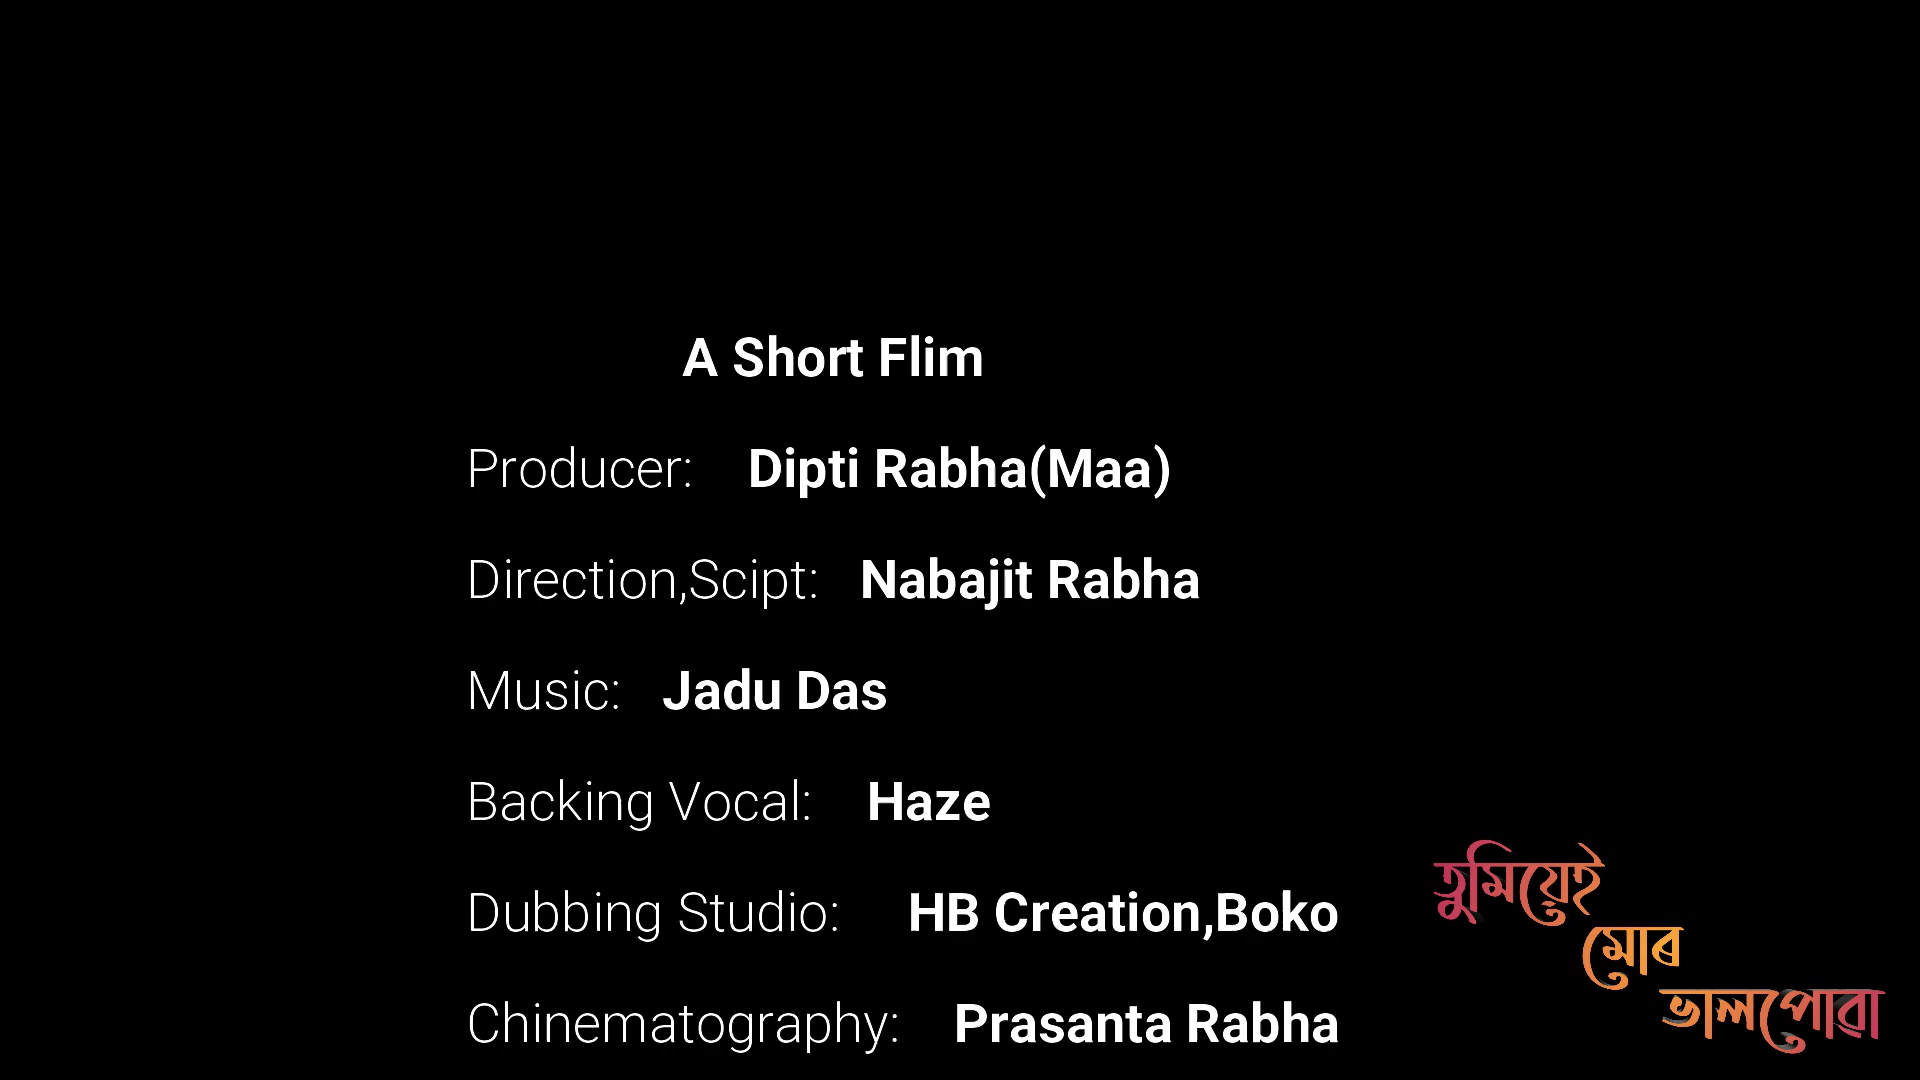 A Short Flim
Producer: Dipti Rabha(Maa)
Direction,Scipt: Nabajit Rabha
Music: Jadu Das
Backing Vocal: Haze
Dubbing Studio: HB Creation,Boko
Chinematography: Prasanta Rabha
তুমিয়েই
মোৰ
ভালপোৱা